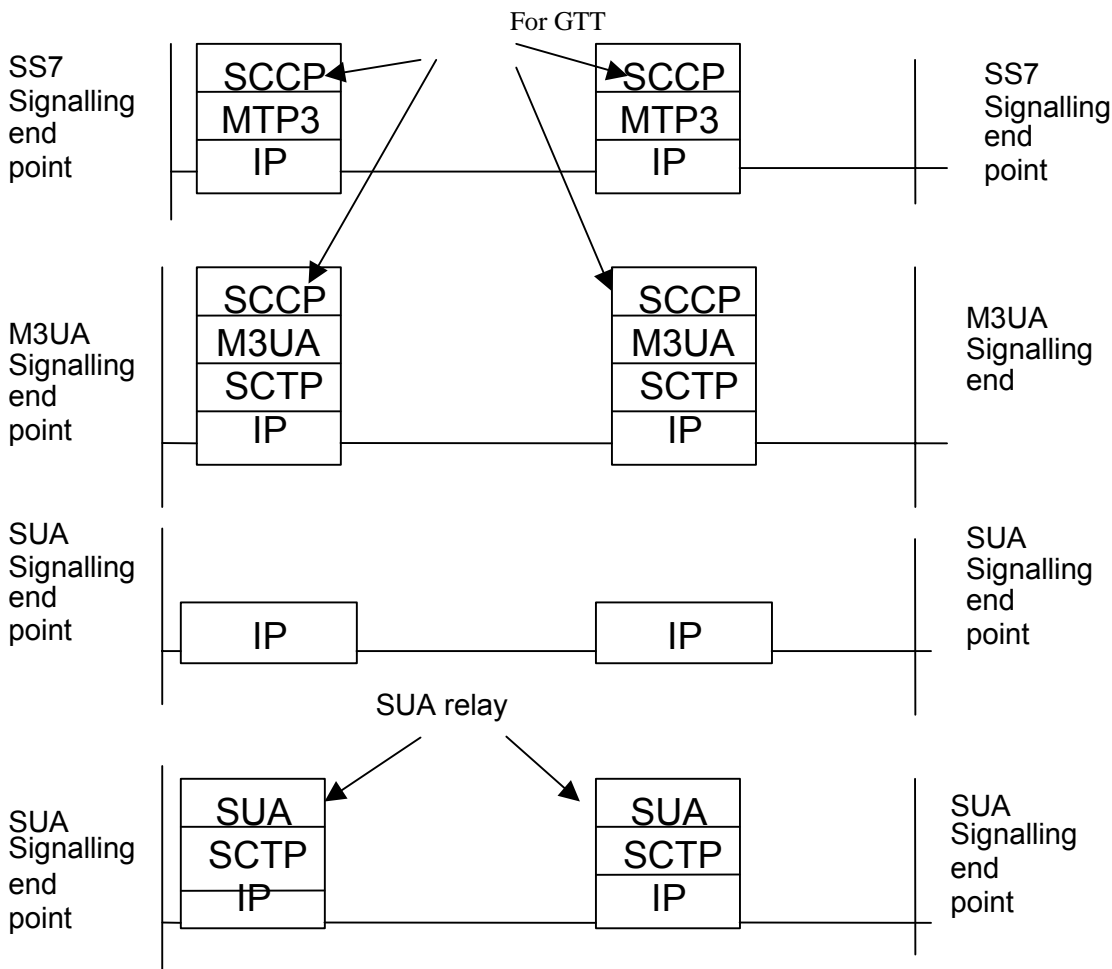 For GTT
SS7
Signalling
end
point
SCCP
MTP3
IP
SCCP
MTP3
IP
SS7
Signalling
end
point
M3UA
Signalling
end
point
SCCP
M3UA
SCTP
IP
SCCP
M3UA
SCTP
IP
M3UA
Signalling
end
SUA
Signalling
end
point
IP
IP
SUA
Signalling
end
point
SUA relay
SUA
Signalling
end
point
SUA
SCTP
IP
SUA
SCTP
IP
SUA
Signalling
end
point